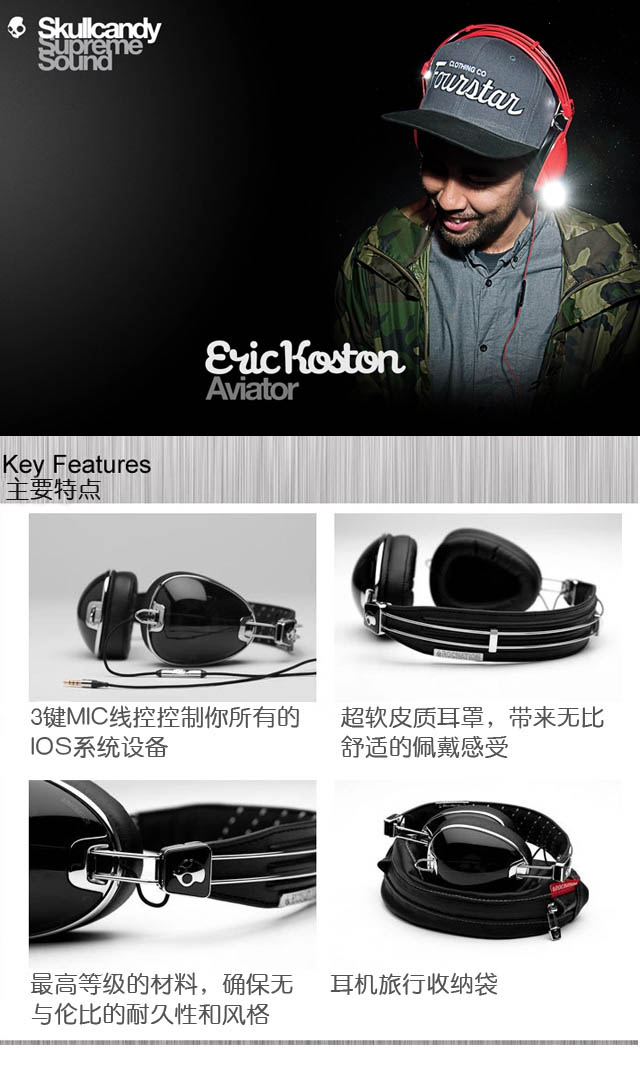 Skullcandy
Supreme
Sound
CLOTHING CO
Fourstar
Eric Koston
Aviator
Key Features
主要特点
3键MIC线控控制你所有的
IOS系统设备
超软皮质耳罩，带来无比
舒适的佩戴感受
最高等级的材料，确保无
与伦比的耐久性和风格
耳机旅行收纳袋